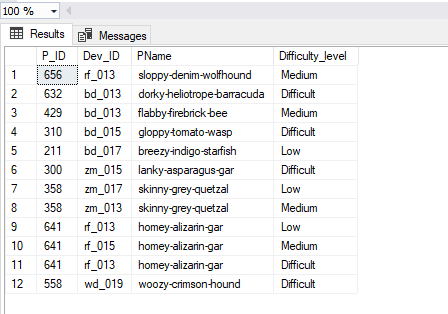 100 %
Results Messages
P_ID Dev_ID PName Difficulty_level
1 656 rf_013 sloppy-denim-wolfhound Medium
2 632 bd_013 dorky-heliotrope-barracuda Difficult
3 429 bd_013 flabby-firebrick-bee Medium
4 310 bd_015 gloppy-tomato-wasp Difficult
5 211 bd_017 breezy-indigo-starfish Low
6 300 zm_015 lanky-asparagus-gar Difficult
7 358 zm_017 skinny-grey-quetzal Low
8 358 zm_013 skinny-grey-quetzal Medium
9 641 rf_013 homey-alizarin-gar Low
10 641 rf_015 homey-alizarin-gar Medium
11 641 rf_013 homey-alizarin-gar Difficult
12 558 wd_019 woozy-crimson-hound Difficult